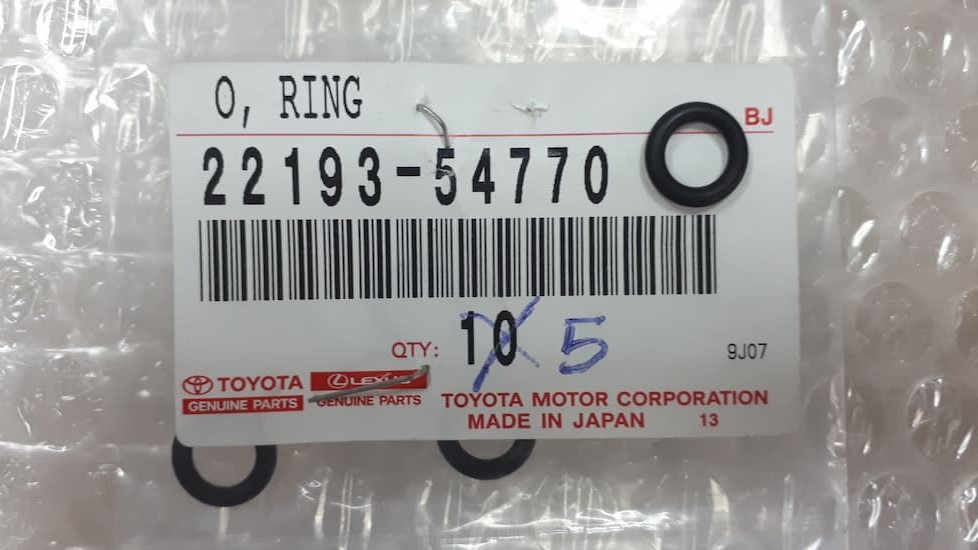 O, RING
BJ
22193-54770
QTY: 10 5
9J07
TOYOTA LEXUS
GENUINE PARTS GENUINE PARTS
TOYOTA MOTOR CORPORATION
MADE IN JAPAN 13